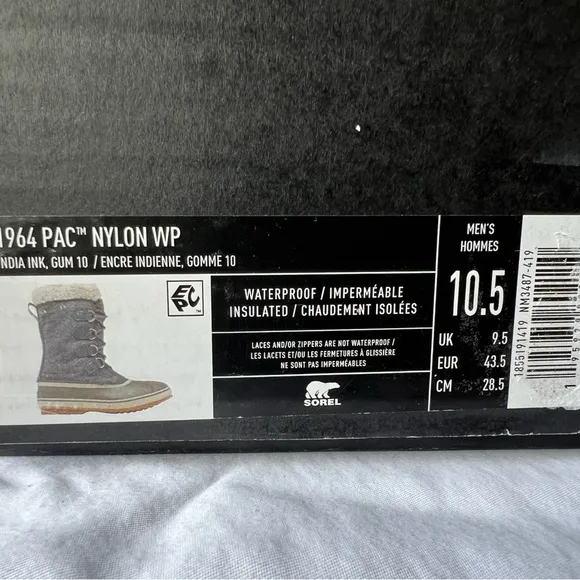 1964 PAC™ NYLON WP
INDIA INK, GUM 10 / ENCRE INDIENNE, GOMME 10
WATERPROOF / IMPERMÉABLE
INSULATED / CHAUDEMENT ISOLÉES
LACES AND/OR ZIPPERS ARE NOT WATERPROOF /
LES LACETS ET/OU LES FERMETURES À GLISSIÈRE
NE SONT PAS IMPERMÉABLES
SOREL
MEN'S
HOMMES
10.5
UK 9.5
EUR 43.5
CM 28.5
1855191419 NM3487-419